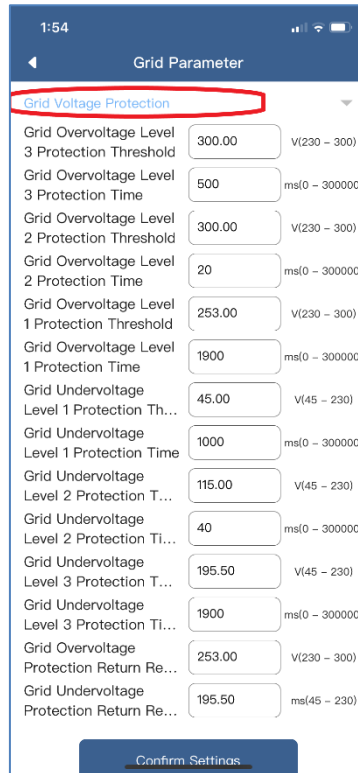 1:54
Grid Parameter
Grid Voltage Protection
Grid Overvoltage Level
3 Protection Threshold
300.00
V(230 – 300)
Grid Overvoltage Level
3 Protection Time
500
ms(0 – 300000
Grid Overvoltage Level
2 Protection Threshold
300.00
V(230 – 300)
Grid Overvoltage Level
2 Protection Time
20
ms(0 – 300000
Grid Overvoltage Level
1 Protection Threshold
253.00
V(230 – 300)
Grid Overvoltage Level
1 Protection Time
1900
ms(0 – 300000
Grid Undervoltage
Level 1 Protection Th...
45.00
V(45 – 230)
Grid Undervoltage
Level 1 Protection Time
1000
ms(0 – 300000
Grid Undervoltage
Level 2 Protection T...
115.00
V(45 – 230)
Grid Undervoltage
Level 2 Protection Ti...
40
ms(0 – 300000
Grid Undervoltage
Level 3 Protection T...
195.50
V(45 – 230)
Grid Undervoltage
Level 3 Protection Ti...
1900
ms(0 – 300000
Grid Overvoltage
Protection Return Re...
253.00
V(230 – 300)
Grid Undervoltage
Protection Return Re...
195.50
ms(45 – 230)
Confirm Settings